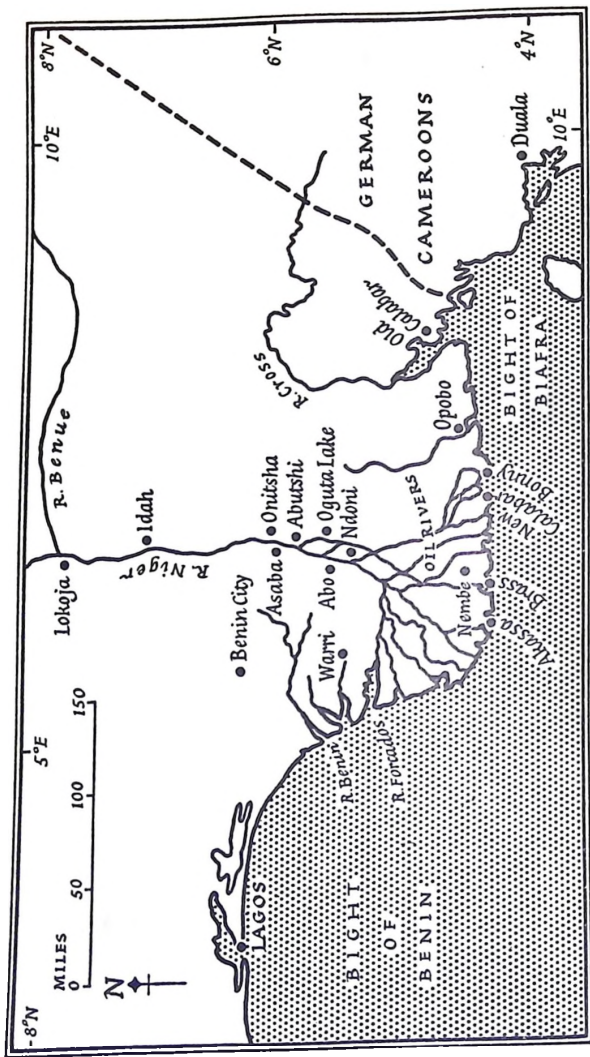 8°N
5°E
10°E
8°N
MILES
0 50 100 150
N
R. Benue
Lokoja
Idah
R. Niger
Benin City
LAGOS
Asaba
Onitsha
Abutshi
Oguta Lake
Abo
Ndoni
Warri
R. Benin
R. Forcados
R. Cross
6°N
GERMAN
CAMEROONS
OIL RIVERS
Old
Calabar
Opobo
Nembe
Akassa
Brass
New
Calabar
Bonny
BIGHT
OF
BENIN
BIGHT OF
BIAFRA
Duala
4°N
10°E